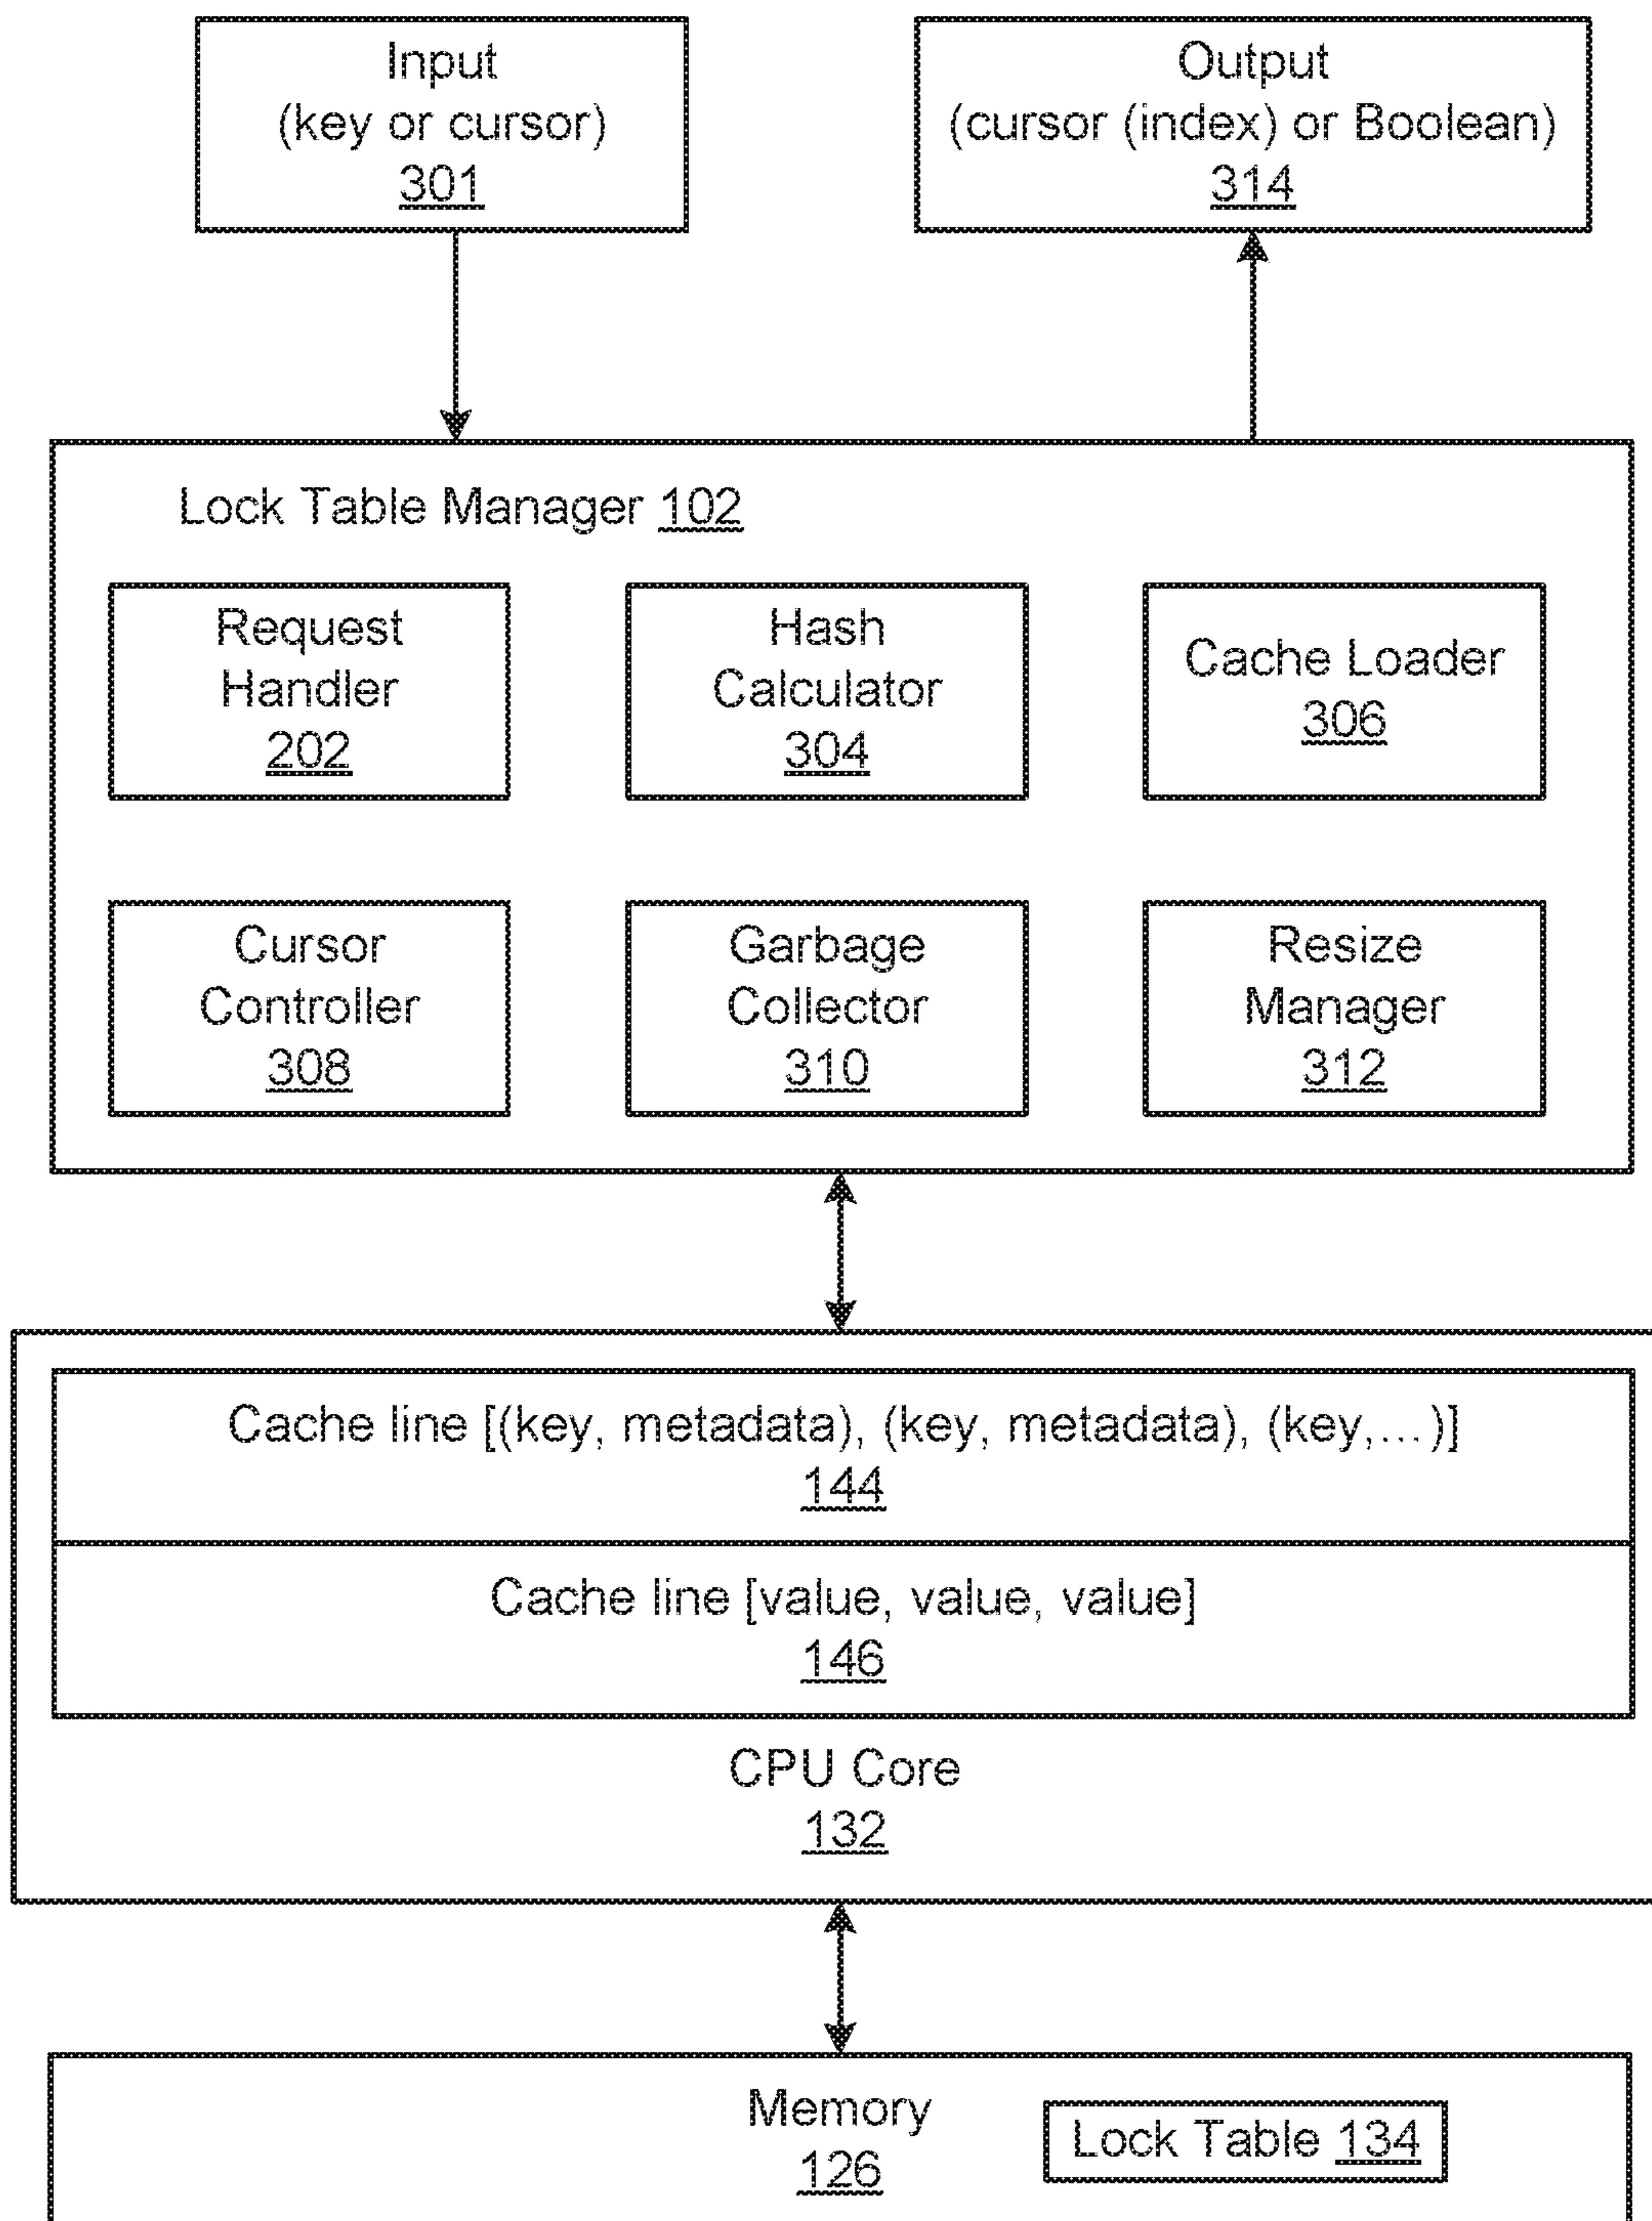 Input
(key or cursor)
301
Output
(cursor (index) or Boolean)
314
Lock Table Manager 102
Request
Handler
202
Hash
Calculator
304
Cache Loader
306
Cursor
Controller
308
Garbage
Collector
310
Resize
Manager
312
Cache line [(key, metadata), (key, metadata), (key,...)]
144
Cache line [value, value, value]
146
CPU Core
132
Memory
126
Lock Table 134